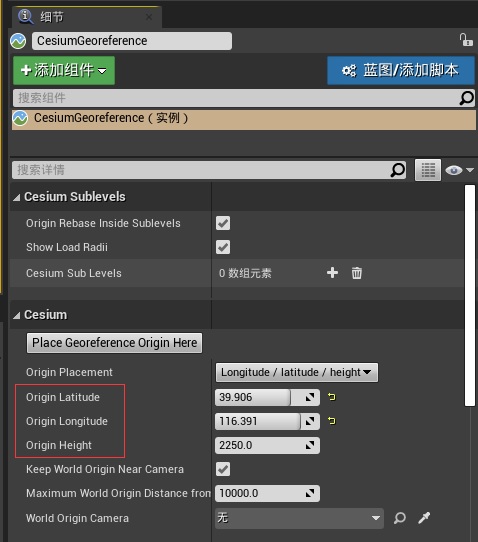 细节
CesiumGeoreference
添加组件
蓝图/添加脚本
搜索组件
CesiumGeoreference（实例）
搜索详情
Cesium Sublevels
Origin Rebase Inside Sublevels
Show Load Radii
Cesium Sub Levels 0 数组元素
Cesium
Place Georeference Origin Here
Origin Placement Longitude / latitude / height
Origin Latitude 39.906
Origin Longitude 116.391
Origin Height 2250.0
Keep World Origin Near Camera
Maximum World Origin Distance from 10000.0
World Origin Camera 无